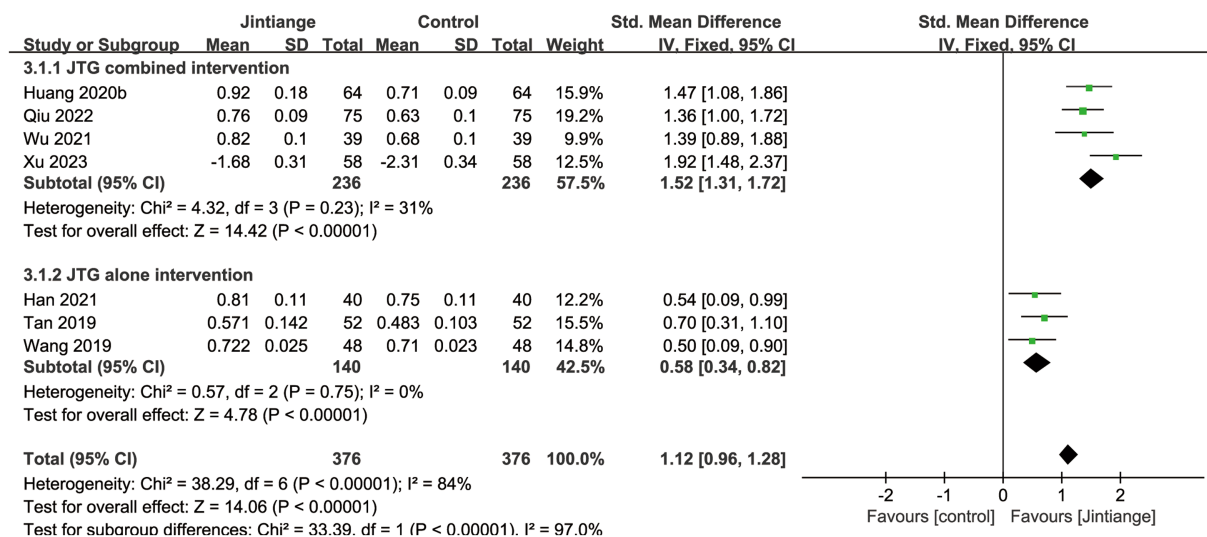 Jintiange Control Std. Mean Difference Std. Mean Difference
Study or Subgroup Mean SD Total Mean SD Total Weight IV, Fixed, 95% CI IV, Fixed, 95% CI
3.1.1 JTG combined intervention
Huang 2020b 0.92 0.18 64 0.71 0.09 64 15.9% 1.47 [1.08, 1.86]
Qiu 2022 0.76 0.09 75 0.63 0.1 75 19.2% 1.36 [1.00, 1.72]
Wu 2021 0.82 0.1 39 0.68 0.1 39 9.9% 1.39 [0.89, 1.88]
Xu 2023 -1.68 0.31 58 -2.31 0.34 58 12.5% 1.92 [1.48, 2.37]
Subtotal (95% CI) 236 236 57.5% 1.52 [1.31, 1.72]
Heterogeneity: Chi² = 4.32, df = 3 (P = 0.23); I² = 31%
Test for overall effect: Z = 14.42 (P < 0.00001)
3.1.2 JTG alone intervention
Han 2021 0.81 0.11 40 0.75 0.11 40 12.2% 0.54 [0.09, 0.99]
Tan 2019 0.571 0.142 52 0.483 0.103 52 15.5% 0.70 [0.31, 1.10]
Wang 2019 0.722 0.025 48 0.71 0.023 48 14.8% 0.50 [0.09, 0.90]
Subtotal (95% CI) 140 140 42.5% 0.58 [0.34, 0.82]
Heterogeneity: Chi² = 0.57, df = 2 (P = 0.75); I² = 0%
Test for overall effect: Z = 4.78 (P < 0.00001)
Total (95% CI) 376 376 100.0% 1.12 [0.96, 1.28]
Heterogeneity: Chi² = 38.29, df = 6 (P < 0.00001); I² = 84%
Test for overall effect: Z = 14.06 (P < 0.00001)
Test for subgroup differences: Chi² = 33.39, df = 1 (P < 0.00001), I² = 97.0%
-2 -1 0 1 2
Favours [control] Favours [Jintiange]